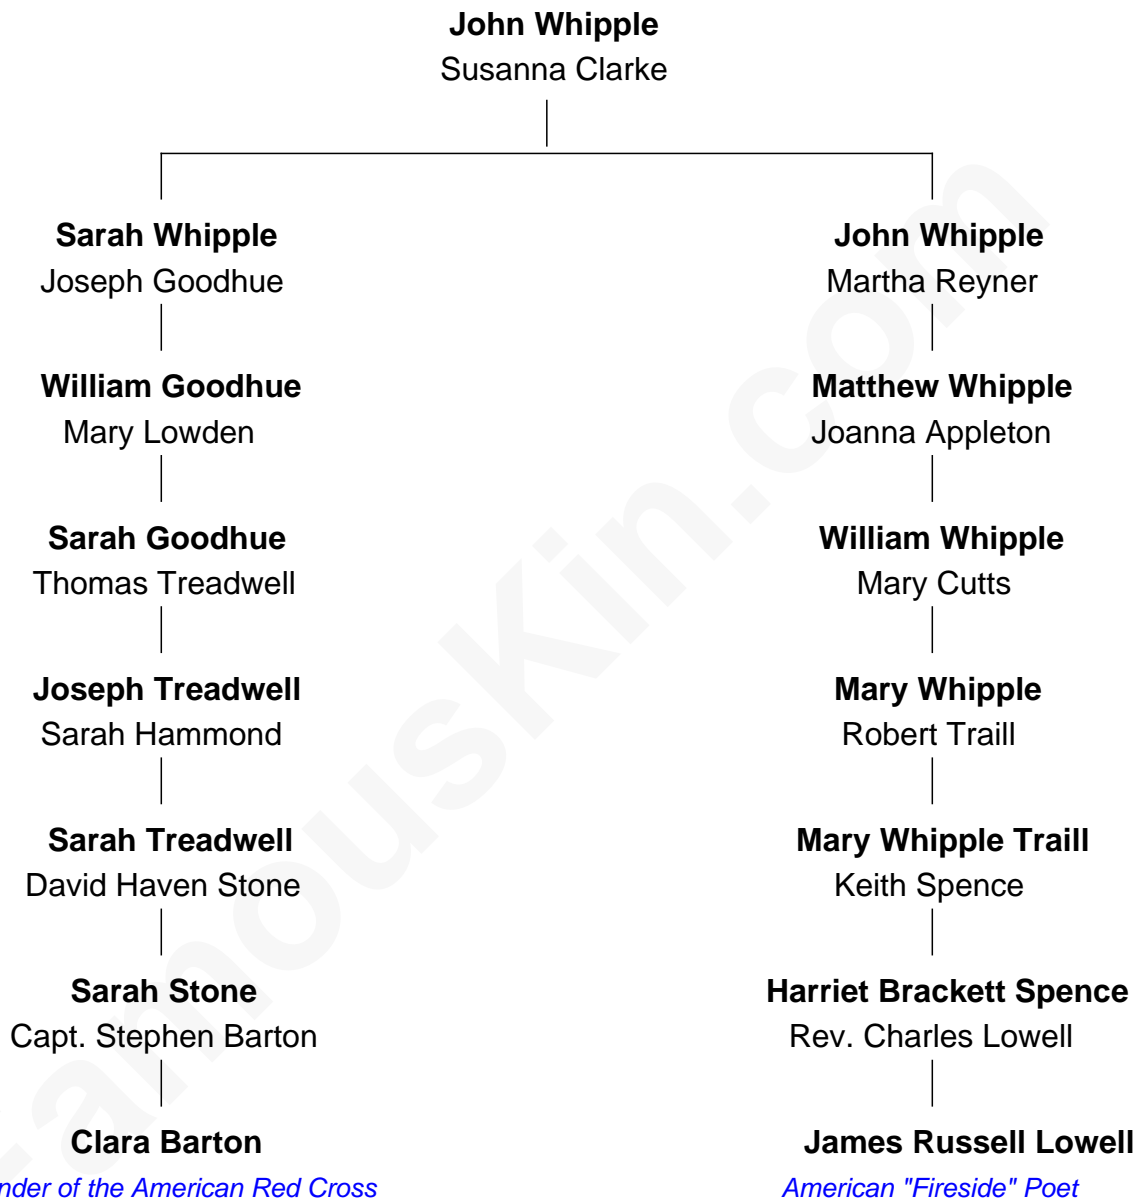 John Whipple
Susanna Clarke
Sarah Whipple
Joseph Goodhue
John Whipple
Martha Reyner
William Goodhue
Mary Lowden
Matthew Whipple
Joanna Appleton
Sarah Goodhue
Thomas Treadwell
William Whipple
Mary Cutts
Joseph Treadwell
Sarah Hammond
Mary Whipple
Robert Traill
Sarah Treadwell
David Haven Stone
Mary Whipple Traill
Keith Spence
Sarah Stone
Capt. Stephen Barton
Harriet Brackett Spence
Rev. Charles Lowell
Clara Barton
nder of the American Red Cross
James Russell Lowell
American "Fireside" Poet
FamousKin.com